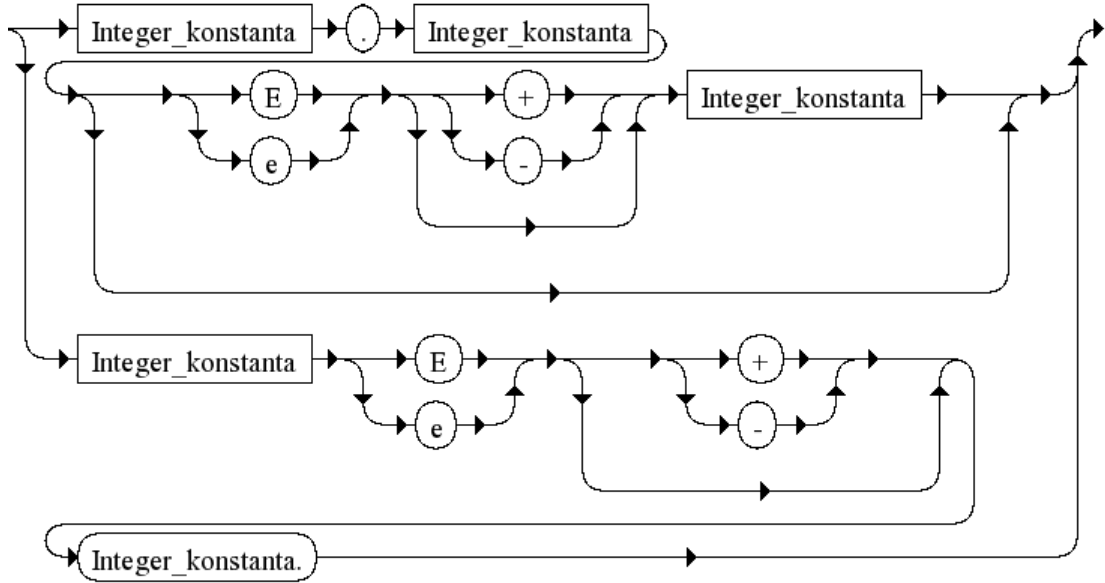 Integer_konstanta . Integer_konstanta
E + Integer_konstanta
e -
Integer_konstanta E +
e -
Integer_konstanta.